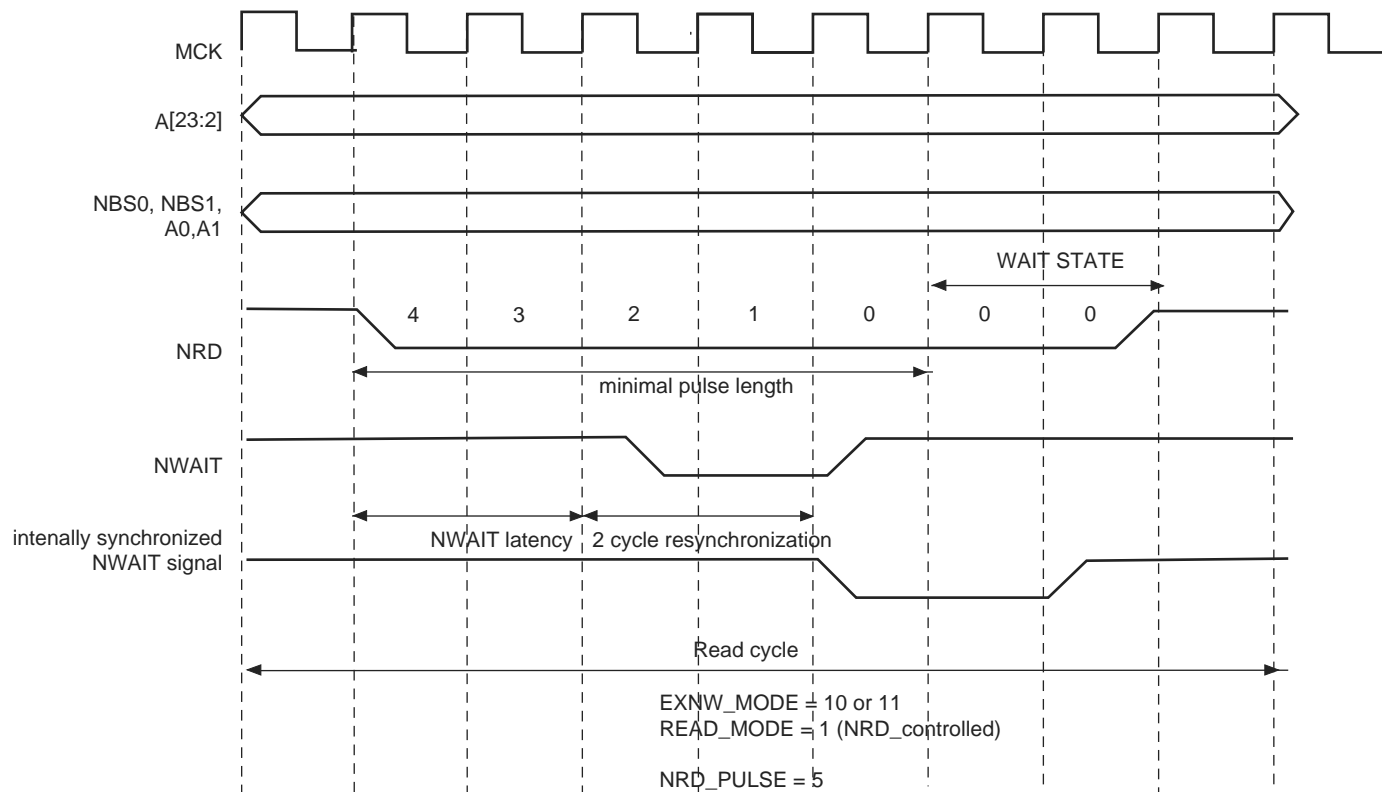 MCK
A[23:2]
NBS0, NBS1,
A0,A1
WAIT STATE
4 3 2 1 0 0 0
NRD
minimal pulse length
NWAIT
intenally synchronized
NWAIT signal
NWAIT latency 2 cycle resynchronization
Read cycle
EXNW_MODE = 10 or 11
READ_MODE = 1 (NRD_controlled)
NRD_PULSE = 5